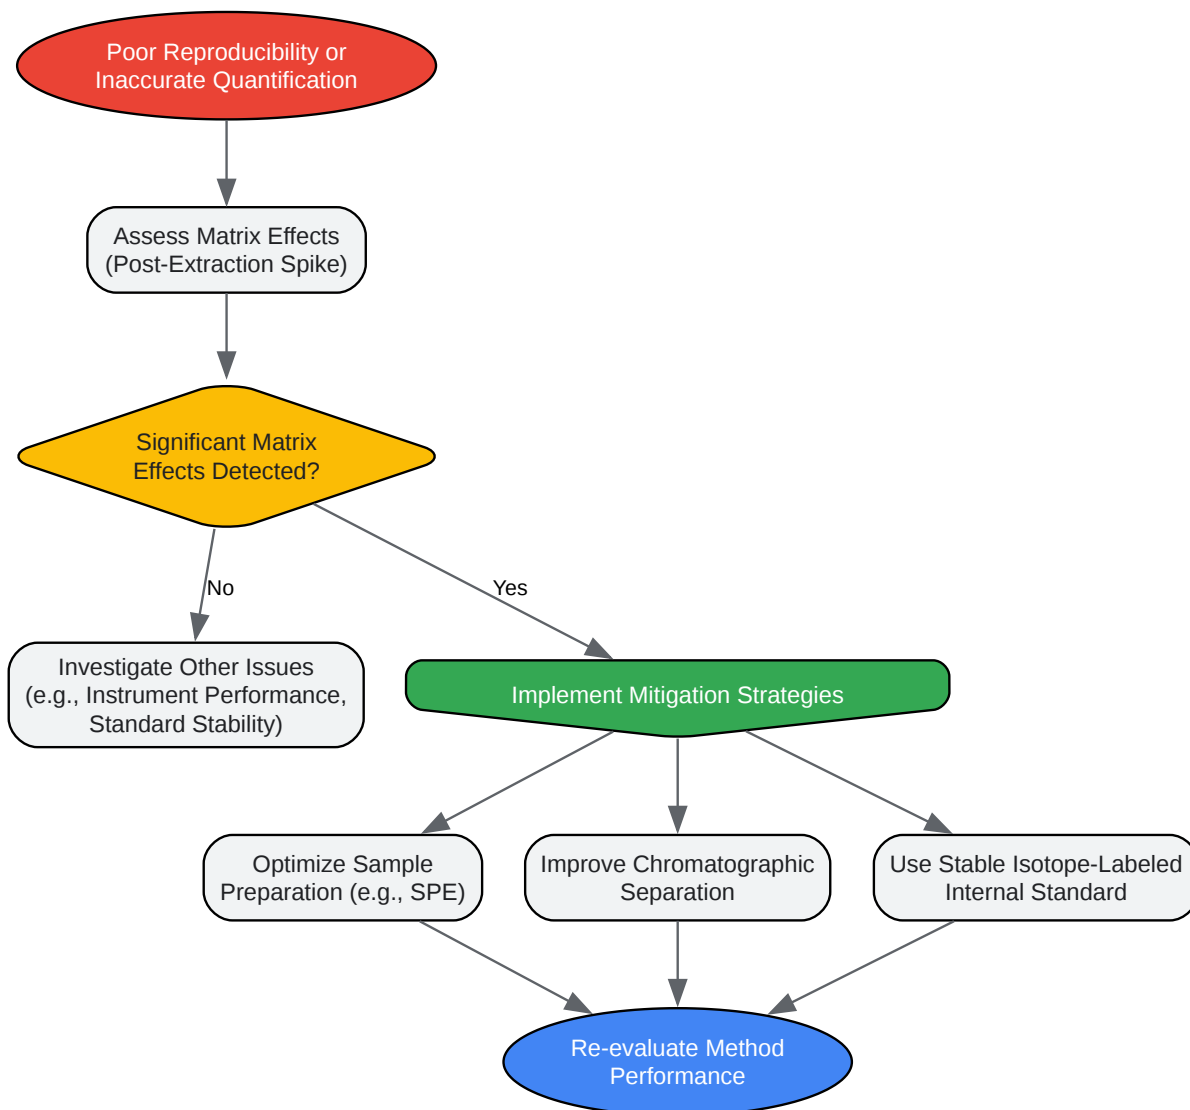 Poor Reproducibility or
Inaccurate Quantification
Assess Matrix Effects
(Post-Extraction Spike)
Significant Matrix
Effects Detected?
No
Yes
Investigate Other Issues
(e.g., Instrument Performance,
Standard Stability)
Implement Mitigation Strategies
Optimize Sample
Preparation (e.g., SPE)
Improve Chromatographic
Separation
Use Stable Isotope-Labeled
Internal Standard
Re-evaluate Method
Performance